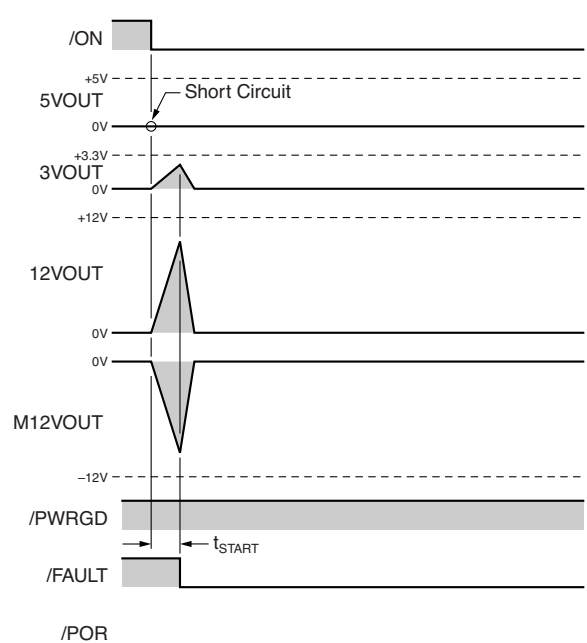 /ON
+5V
5VOUT
Short Circuit
0V
+3.3V
3VOUT
0V
+12V
12VOUT
0V
0V
M12VOUT
–12V
/PWRGD
tSTART
/FAULT
/POR